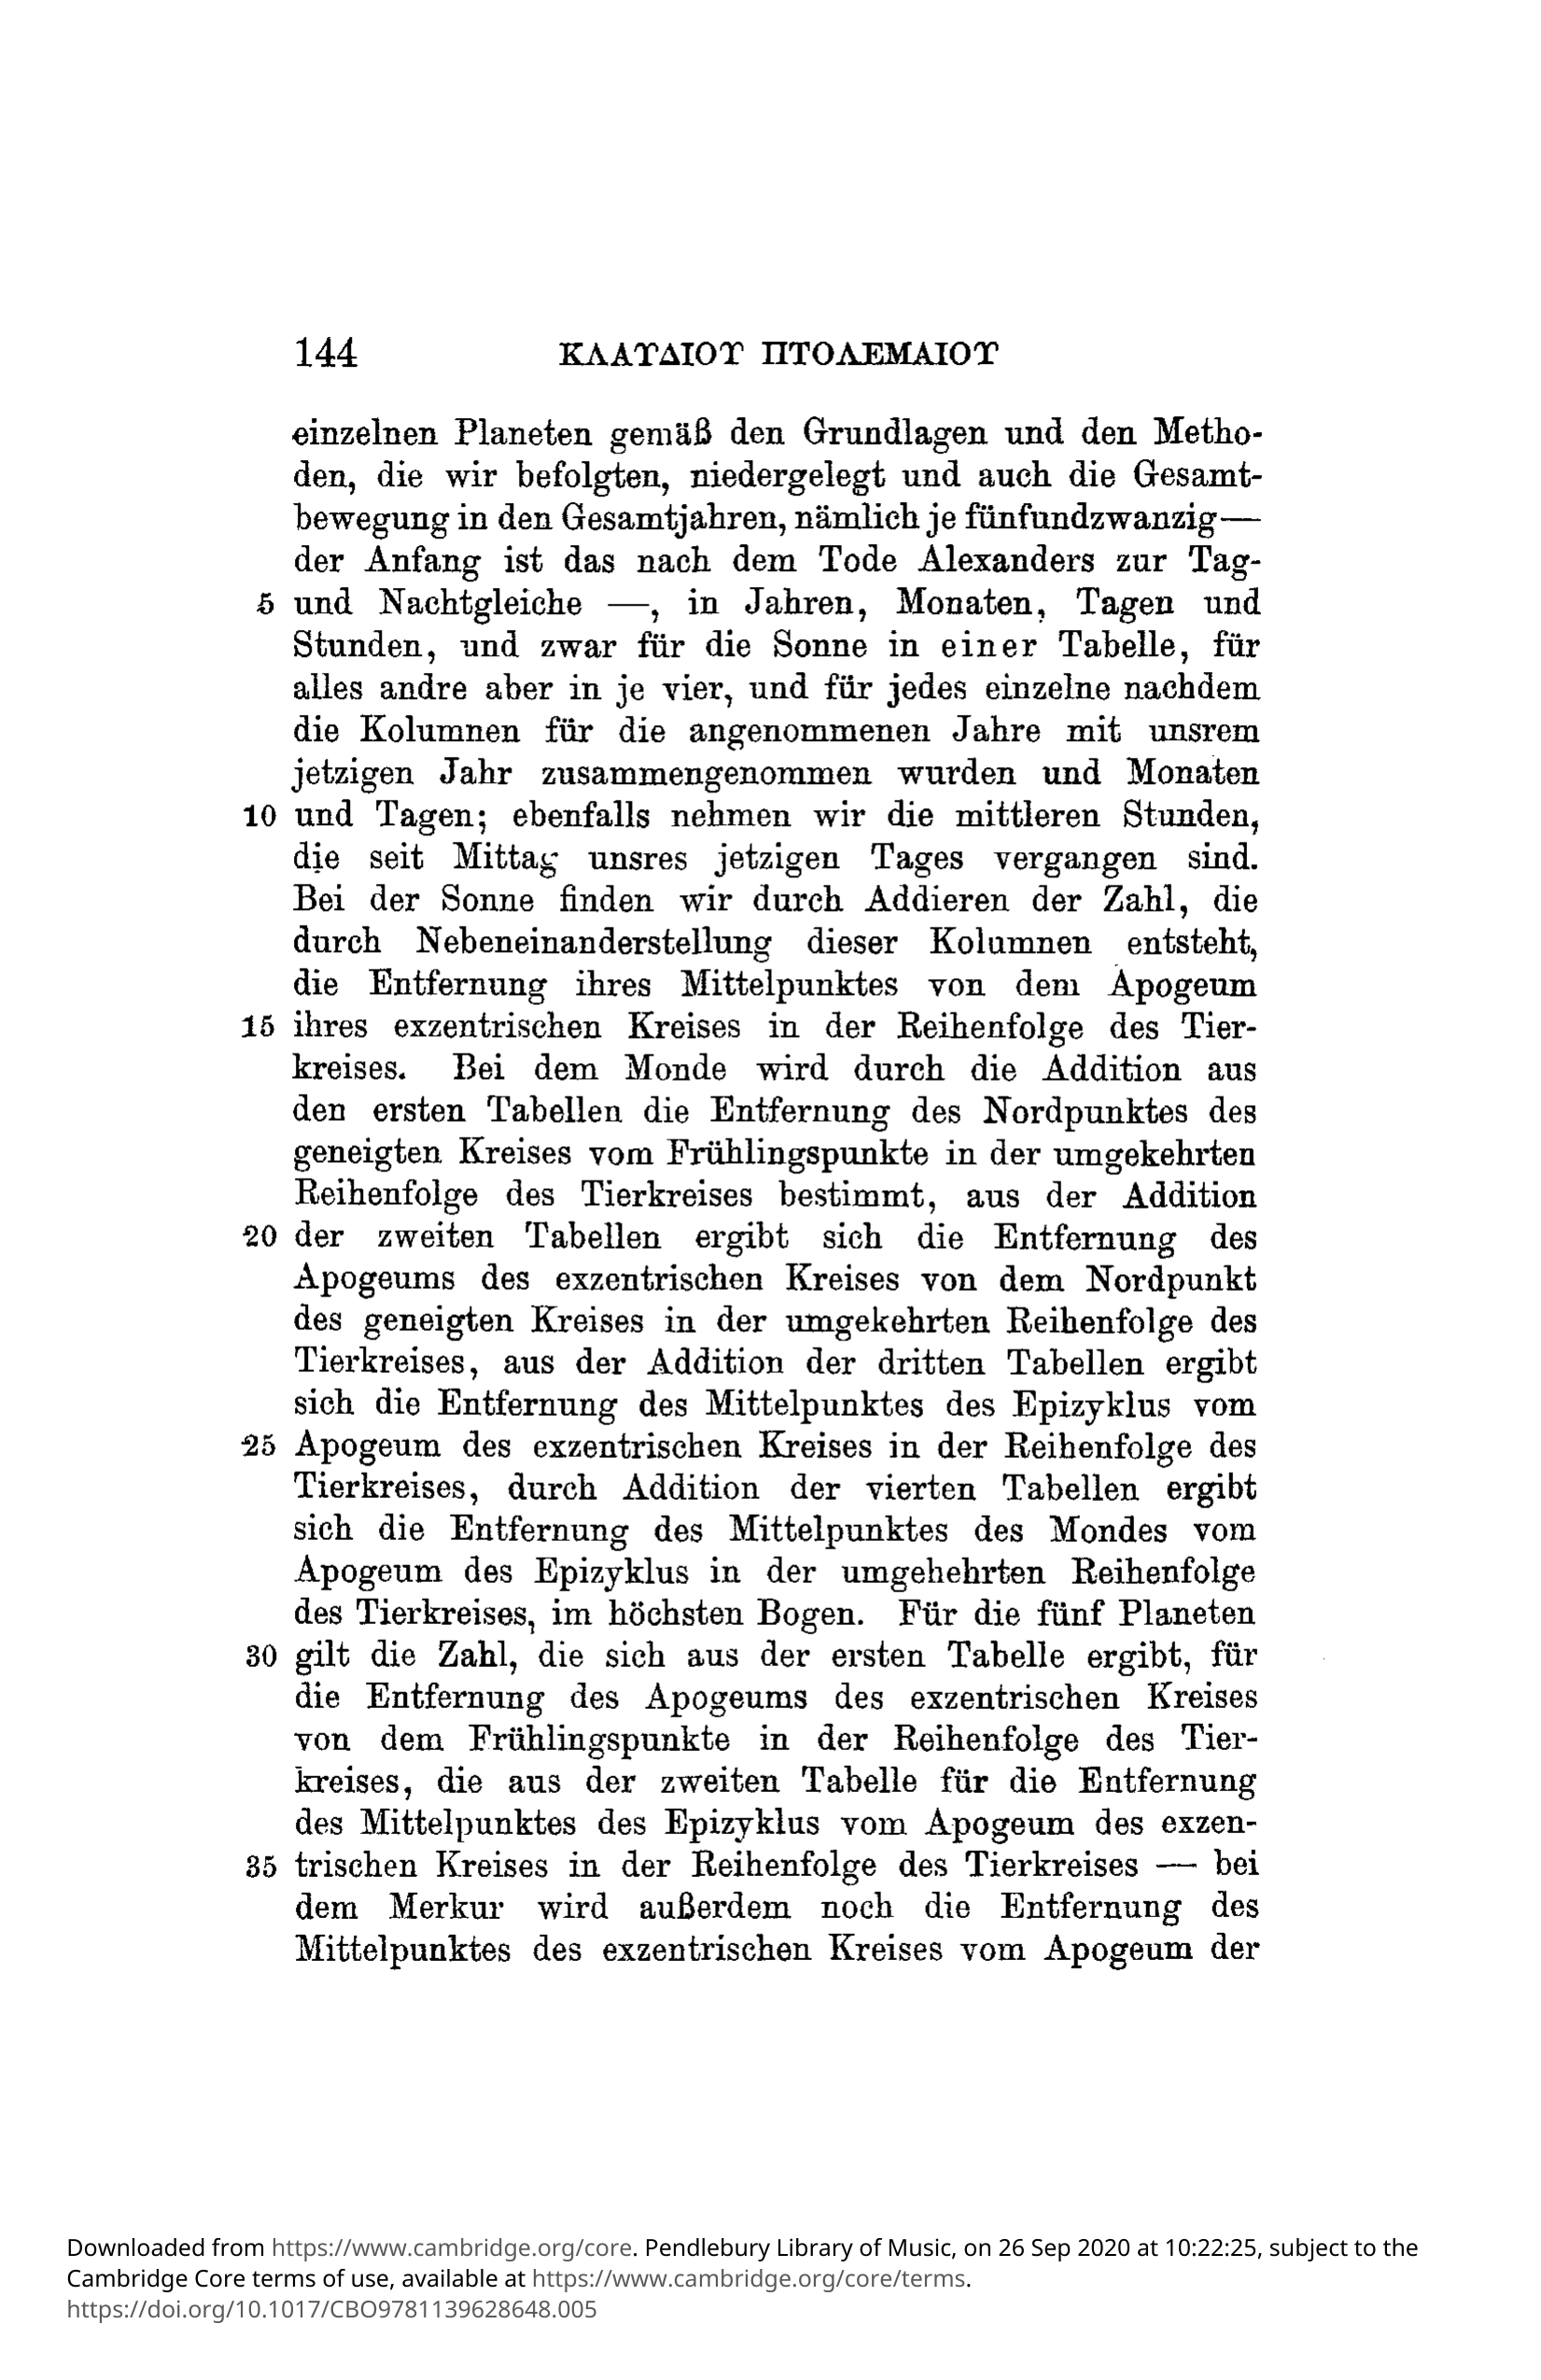 144 ΚΛΑΥΔΙΟΥ ΠΤΟΛΕΜΑΙΟΥ
einzelnen Planeten gemäß den Grundlagen und den Metho-
den, die wir befolgten, niedergelegt und auch die Gesamt-
bewegung in den Gesamtjahren, nämlich je fünfundzwanzig—
der Anfang ist das nach dem Tode Alexanders zur Tag-
5 und Nachtgleiche —, in Jahren, Monaten, Tagen und
Stunden, und zwar für die Sonne in einer Tabelle, für
alles andre aber in je vier, und für jedes einzelne nachdem
die Kolumnen für die angenommenen Jahre mit unsrem
jetzigen Jahr zusammengenommen wurden und Monaten
10 und Tagen; ebenfalls nehmen wir die mittleren Stunden,
die seit Mittag unsres jetzigen Tages vergangen sind.
Bei der Sonne finden wir durch Addieren der Zahl, die
durch Nebeneinanderstellung dieser Kolumnen entsteht,
die Entfernung ihres Mittelpunktes von dem Apogeum
15 ihres exzentrischen Kreises in der Reihenfolge des Tier-
kreises. Bei dem Monde wird durch die Addition aus
den ersten Tabellen die Entfernung des Nordpunktes des
geneigten Kreises vom Frühlingspunkte in der umgekehrten
Reihenfolge des Tierkreises bestimmt, aus der Addition
20 der zweiten Tabellen ergibt sich die Entfernung des
Apogeums des exzentrischen Kreises von dem Nordpunkt
des geneigten Kreises in der umgekehrten Reihenfolge des
Tierkreises, aus der Addition der dritten Tabellen ergibt
sich die Entfernung des Mittelpunktes des Epizyklus vom
25 Apogeum des exzentrischen Kreises in der Reihenfolge des
Tierkreises, durch Addition der vierten Tabellen ergibt
sich die Entfernung des Mittelpunktes des Mondes vom
Apogeum des Epizyklus in der umgehehrten Reihenfolge
des Tierkreises, im höchsten Bogen. Für die fünf Planeten
30 gilt die Zahl, die sich aus der ersten Tabelle ergibt, für
die Entfernung des Apogeums des exzentrischen Kreises
von dem Frühlingspunkte in der Reihenfolge des Tier-
kreises, die aus der zweiten Tabelle für die Entfernung
des Mittelpunktes des Epizyklus vom Apogeum des exzen-
35 trischen Kreises in der Reihenfolge des Tierkreises — bei
dem Merkur wird außerdem noch die Entfernung des
Mittelpunktes des exzentrischen Kreises vom Apogeum der
Downloaded from https://www.cambridge.org/core. Pendlebury Library of Music, on 26 Sep 2020 at 10:22:25, subject to the
Cambridge Core terms of use, available at https://www.cambridge.org/core/terms.
https://doi.org/10.1017/CBO9781139628648.005